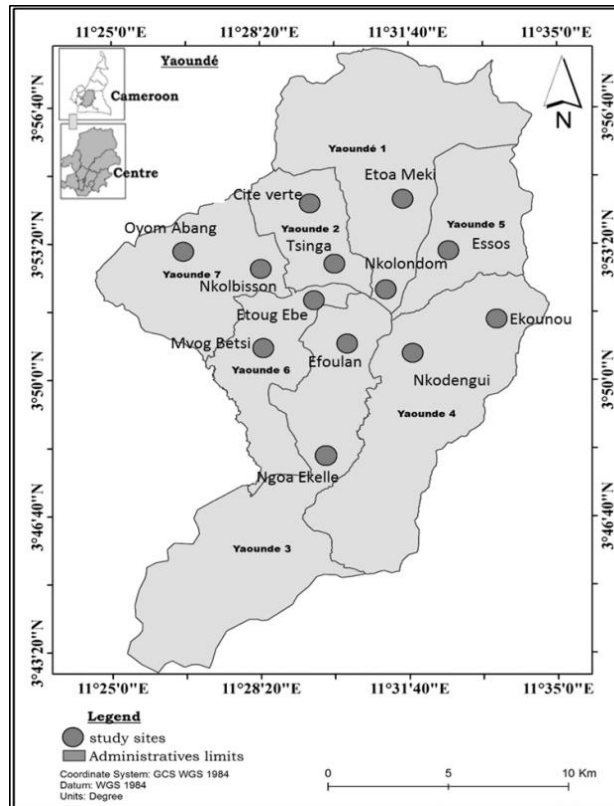 11°25'0"E 11°28'20"E 11°31'40"E 11°35'0"E
Yaoundé
Cameroon
Centre
N
3°56'40"N 3°56'40"N
3°53'20"N 3°53'20"N
3°50'0"N 3°50'0"N
3°46'40"N 3°46'40"N
3°43'20"N 3°43'20"N
Yaoundé 1
Etoa Meki
Cite verte
Yaounde 2
Yaounde 5
Oyom Abang
Tsinga
Essos
Yaounde 7
Nkolbisson
Nkolondom
Etoug Ebe
Ekounou
Mvog Betsi
Efoulan
Yaounde 6
Nkodengui
Yaounde 4
Ngoa Ekelle
Yaounde 3
11°25'0"E 11°28'20"E 11°31'40"E 11°35'0"E
Legend
study sites
Administratives limits
Coordinate System: GCS WGS 1984
Datum: WGS 1984
Units: Degree
0 5 10 Km